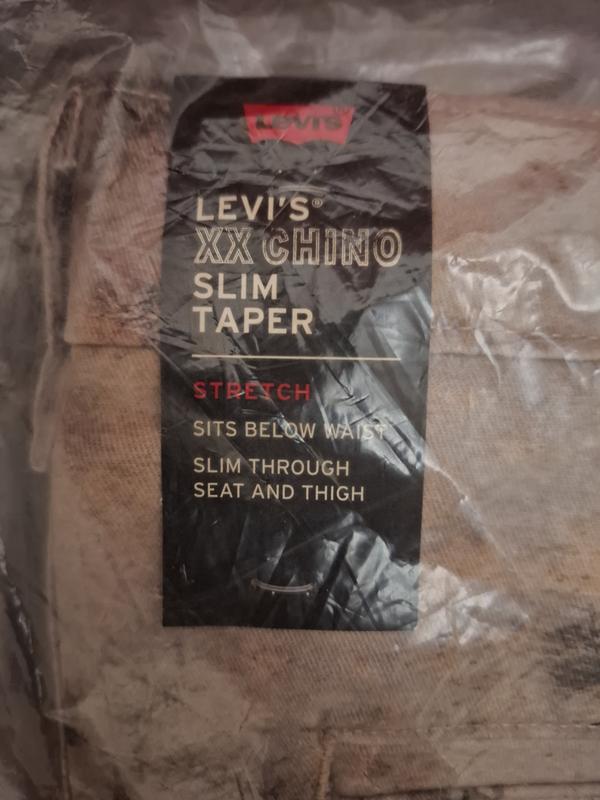 LEVI'S
LEVI'S®
XX CHINO
SLIM
TAPER
STRETCH
SITS BELOW WAIST
SLIM THROUGH
SEAT AND THIGH